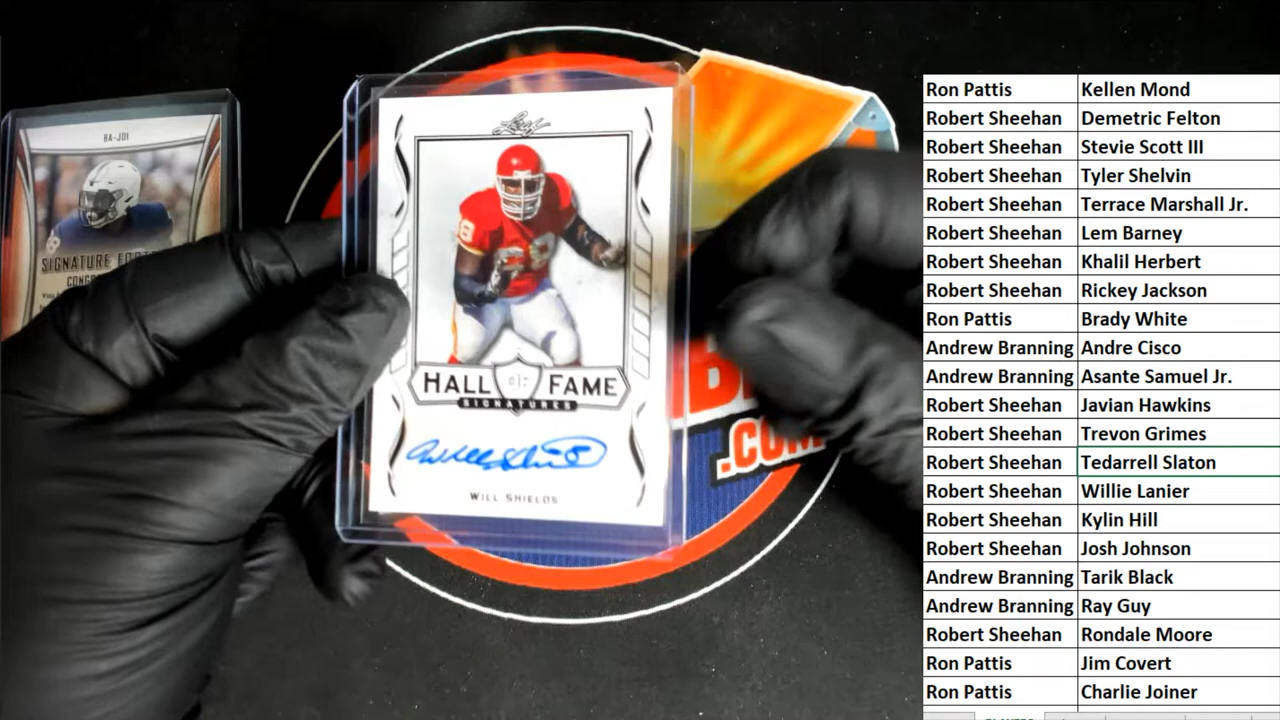 BA-JO1
SIGNATURE FOOT
Leaf
68
HALL OF FAME
SIGNATURES
WILL SHIELDS
.COM
Ron Pattis Kellen Mond
Robert Sheehan Demetric Felton
Robert Sheehan Stevie Scott III
Robert Sheehan Tyler Shelvin
Robert Sheehan Terrace Marshall Jr.
Robert Sheehan Lem Barney
Robert Sheehan Khalil Herbert
Robert Sheehan Rickey Jackson
Ron Pattis Brady White
Andrew Branning Andre Cisco
Andrew Branning Asante Samuel Jr.
Robert Sheehan Javian Hawkins
Robert Sheehan Trevon Grimes
Robert Sheehan Tedarrell Slaton
Robert Sheehan Willie Lanier
Robert Sheehan Kylin Hill
Robert Sheehan Josh Johnson
Andrew Branning Tarik Black
Andrew Branning Ray Guy
Robert Sheehan Rondale Moore
Ron Pattis Jim Covert
Ron Pattis Charlie Joiner